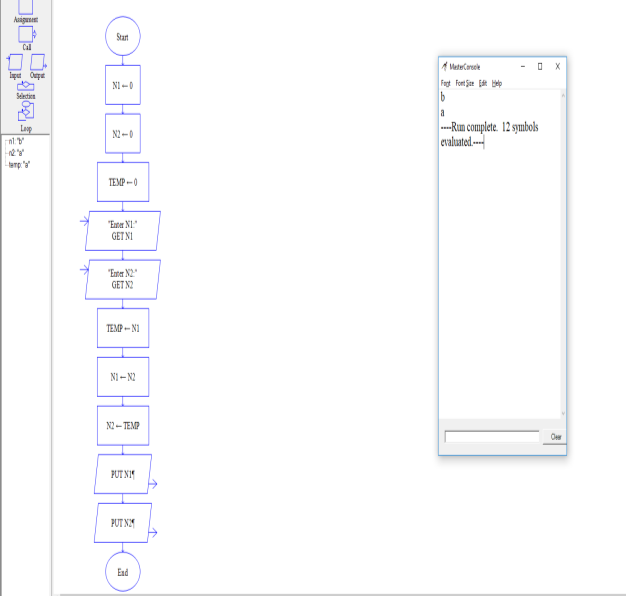 Assignment
Call
Input Output
Selection
Loop
n1: "b"
n2: "a"
temp: "a"
Start
N1 ← 0
N2 ← 0
TEMP ← 0
"Enter N1:"
GET N1
"Enter N2:"
GET N2
TEMP ← N1
N1 ← N2
N2 ← TEMP
PUT N1¶
PUT N2¶
End
MasterConsole
Font Font Size Edit Help
b
a
----Run complete. 12 symbols
evaluated.----
Clear